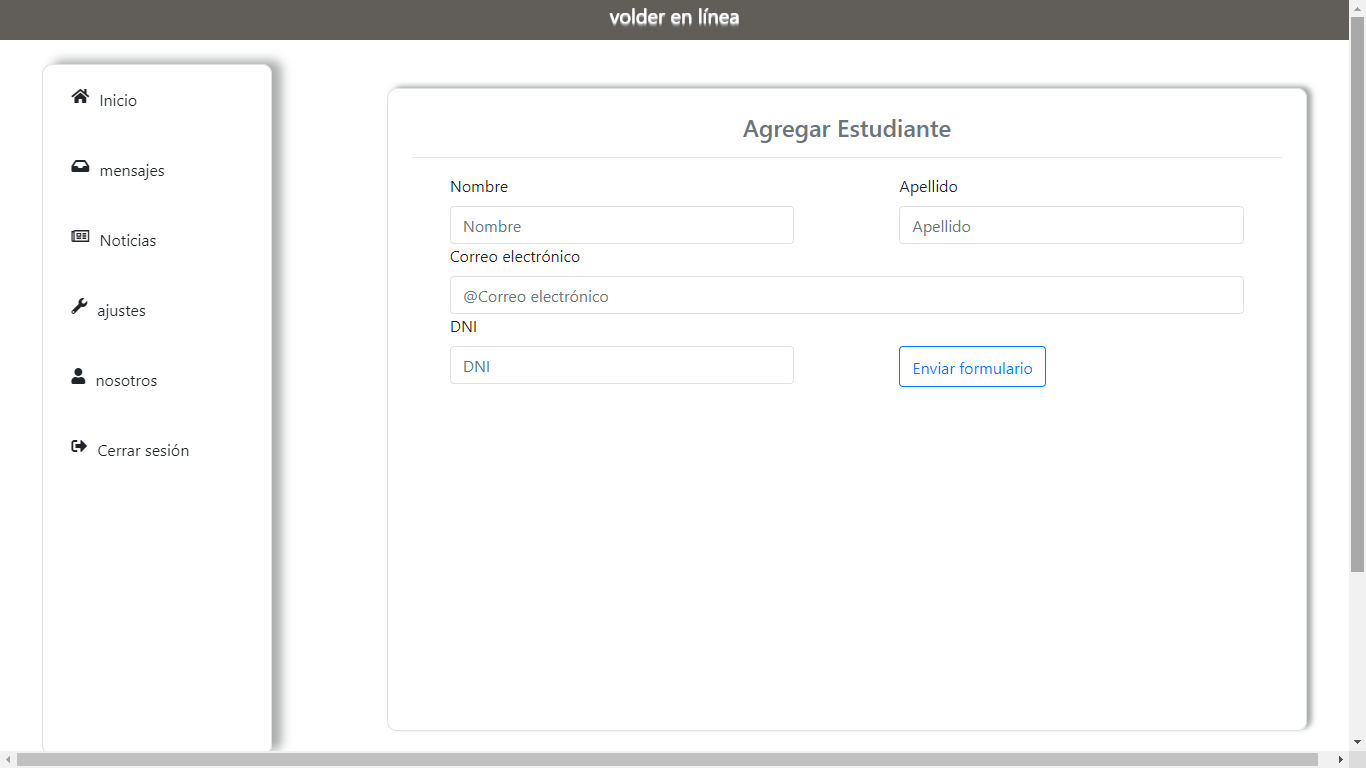 volder en línea
Inicio
mensajes
Noticias
ajustes
nosotros
Cerrar sesión
Agregar Estudiante
Nombre
Apellido
Nombre
Apellido
Correo electrónico
@Correo electrónico
DNI
DNI
Enviar formulario